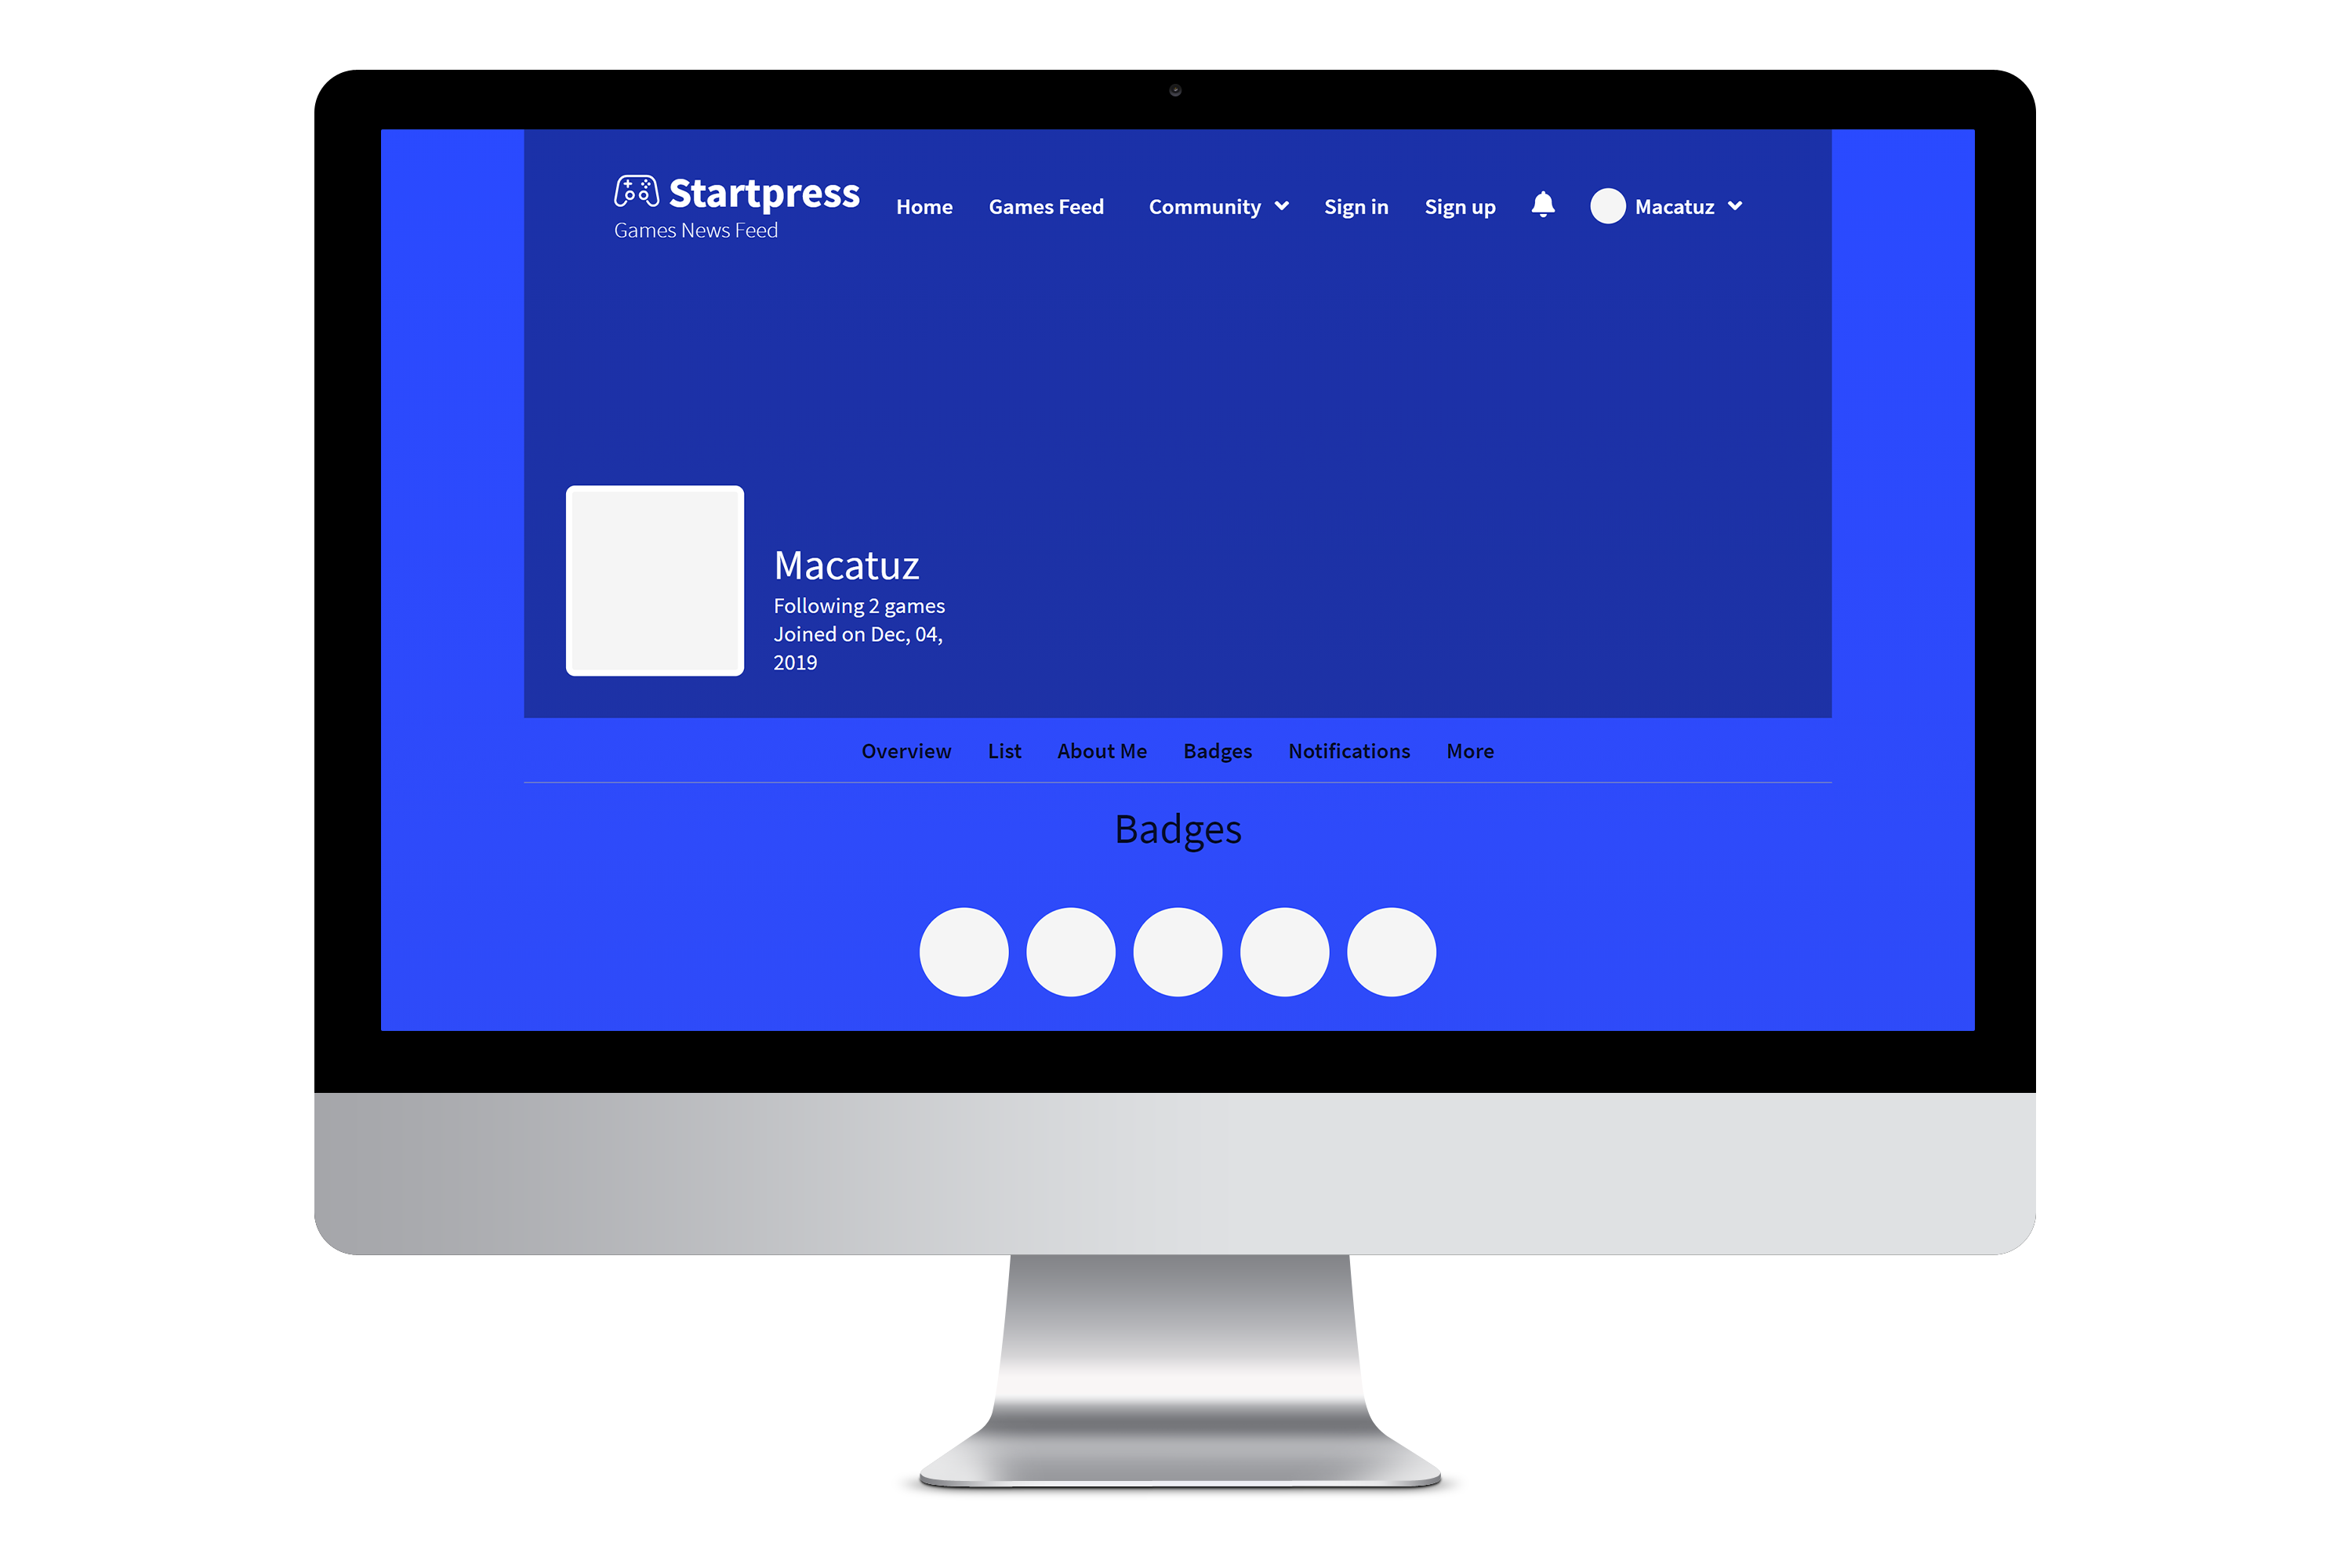 Startpress
Games News Feed
Home Games Feed Community Sign in Sign up Macatuz
Macatuz
Following 2 games
Joined on Dec, 04,
2019
Overview List About Me Badges Notifications More
Badges